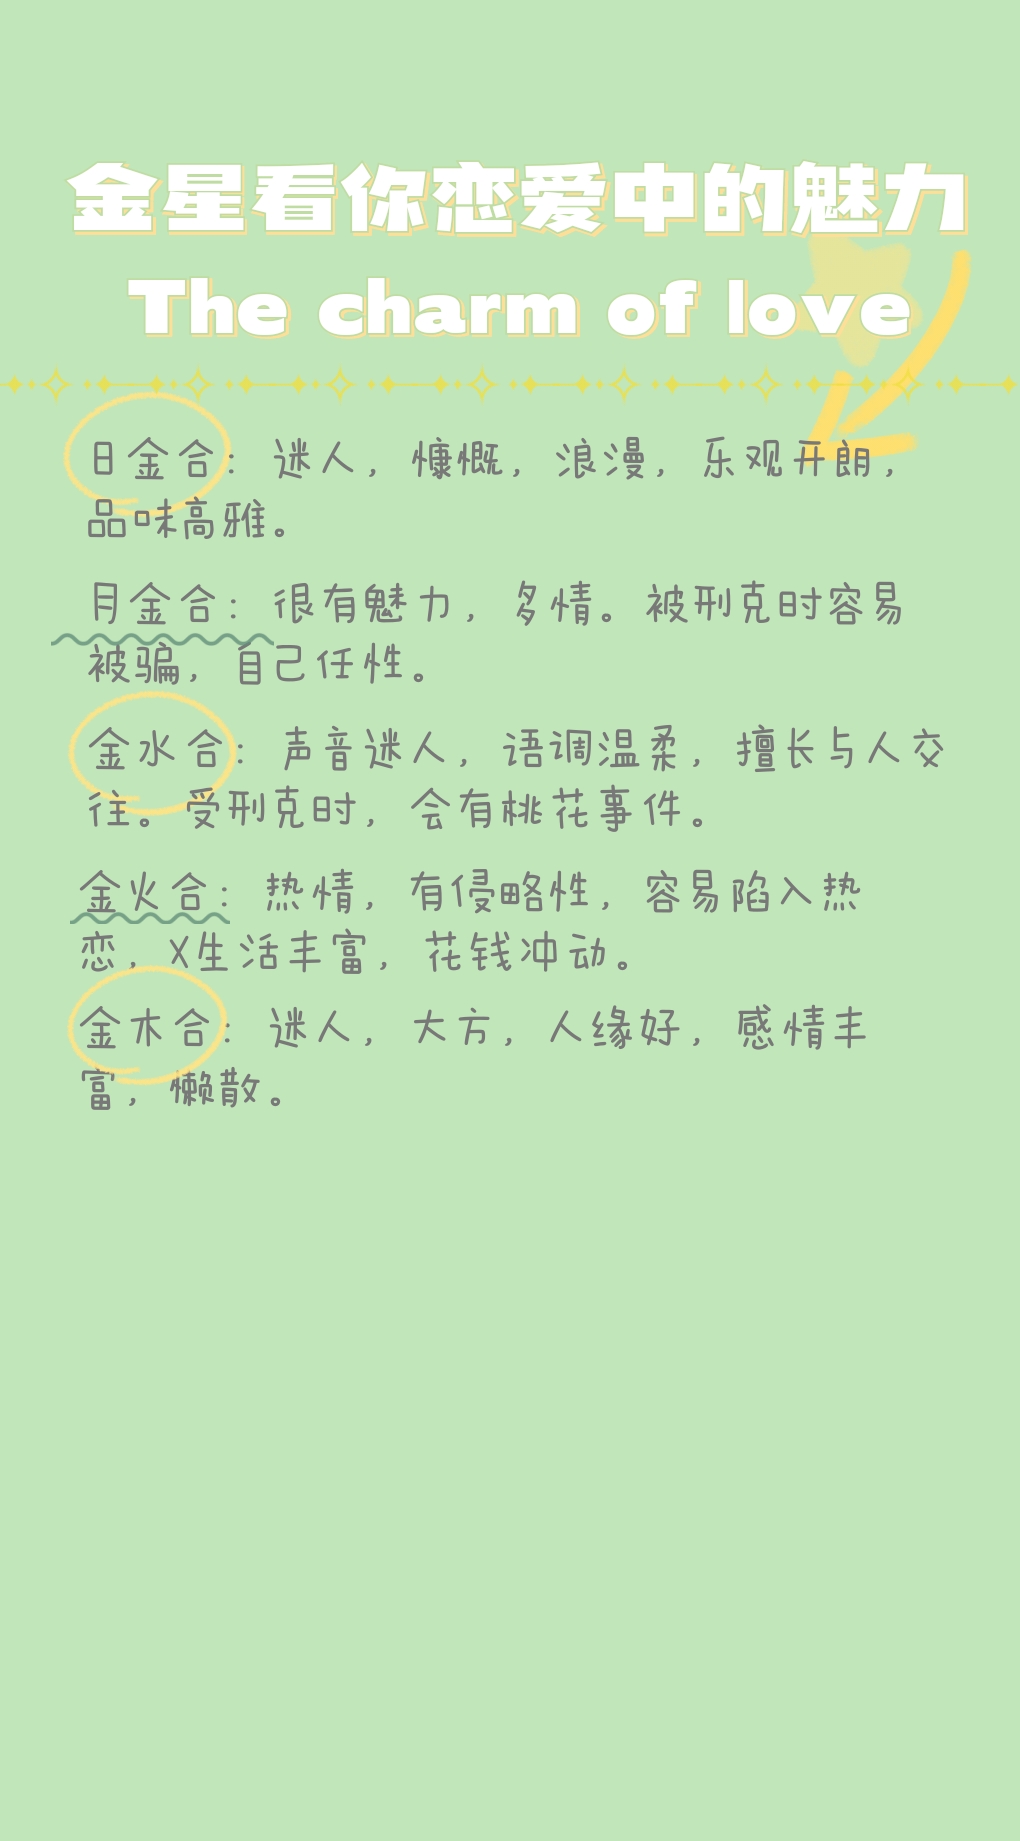 金星看你恋爱中的魅力
The charm of love
日金合：迷人，慷慨，浪漫，乐观开朗，
品味高雅。
月金合：很有魅力，多情。被刑克时容易
被骗，自己任性。
金水合：声音迷人，语调温柔，擅长与人交
往。受刑克时，会有桃花事件。
金火合：热情，有侵略性，容易陷入热
恋，X生活丰富，花钱冲动。
金木合：迷人，大方，人缘好，感情丰
富，懒散。